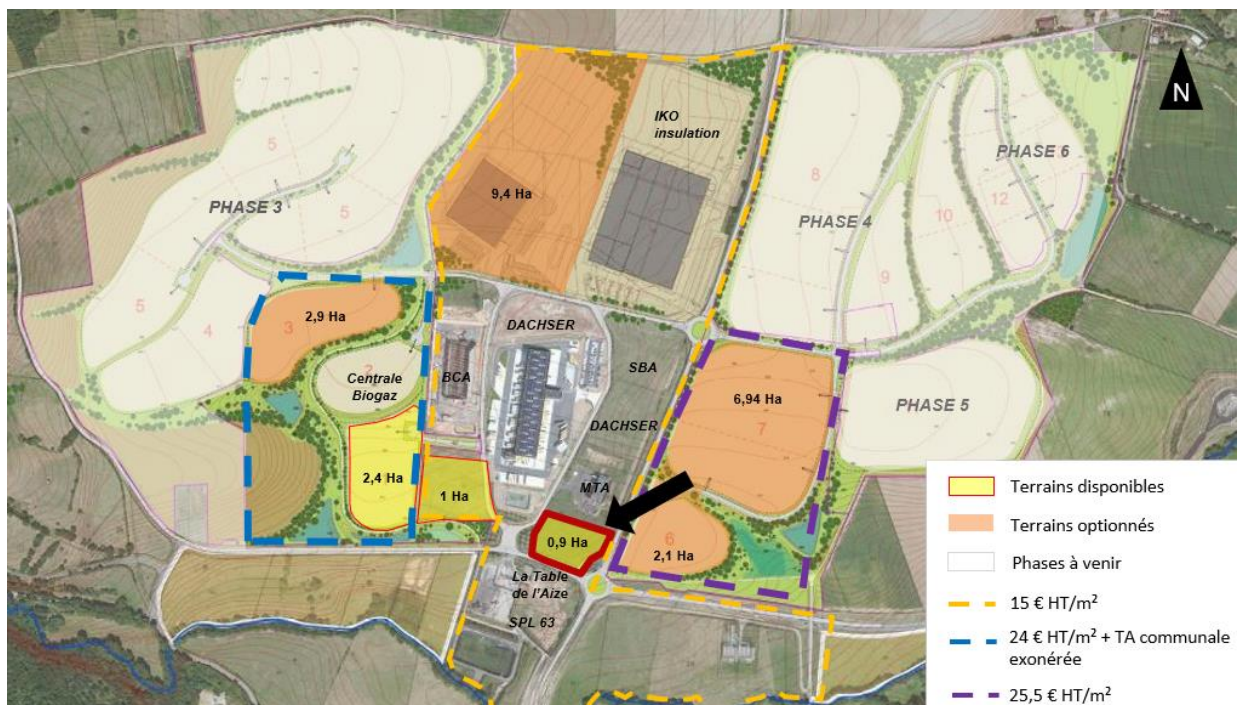 IKO
insulation
N
5
PHASE 6
8
9,4 Ha
5
12
PHASE 3
PHASE 4
10
5
9
5
4
2,9 Ha
3
DACHSER
SBA
2
Centrale
Biogaz
BCA
6,94 Ha
PHASE 5
7
DACHSER
2,4 Ha
1 Ha
MTA
0,9 Ha
6
2,1 Ha
La Table
de l'Aize
SPL 63
Terrains disponibles
Terrains optionnés
Phases à venir
15 € HT/m²
24 € HT/m² + TA communale
exonérée
25,5 € HT/m²